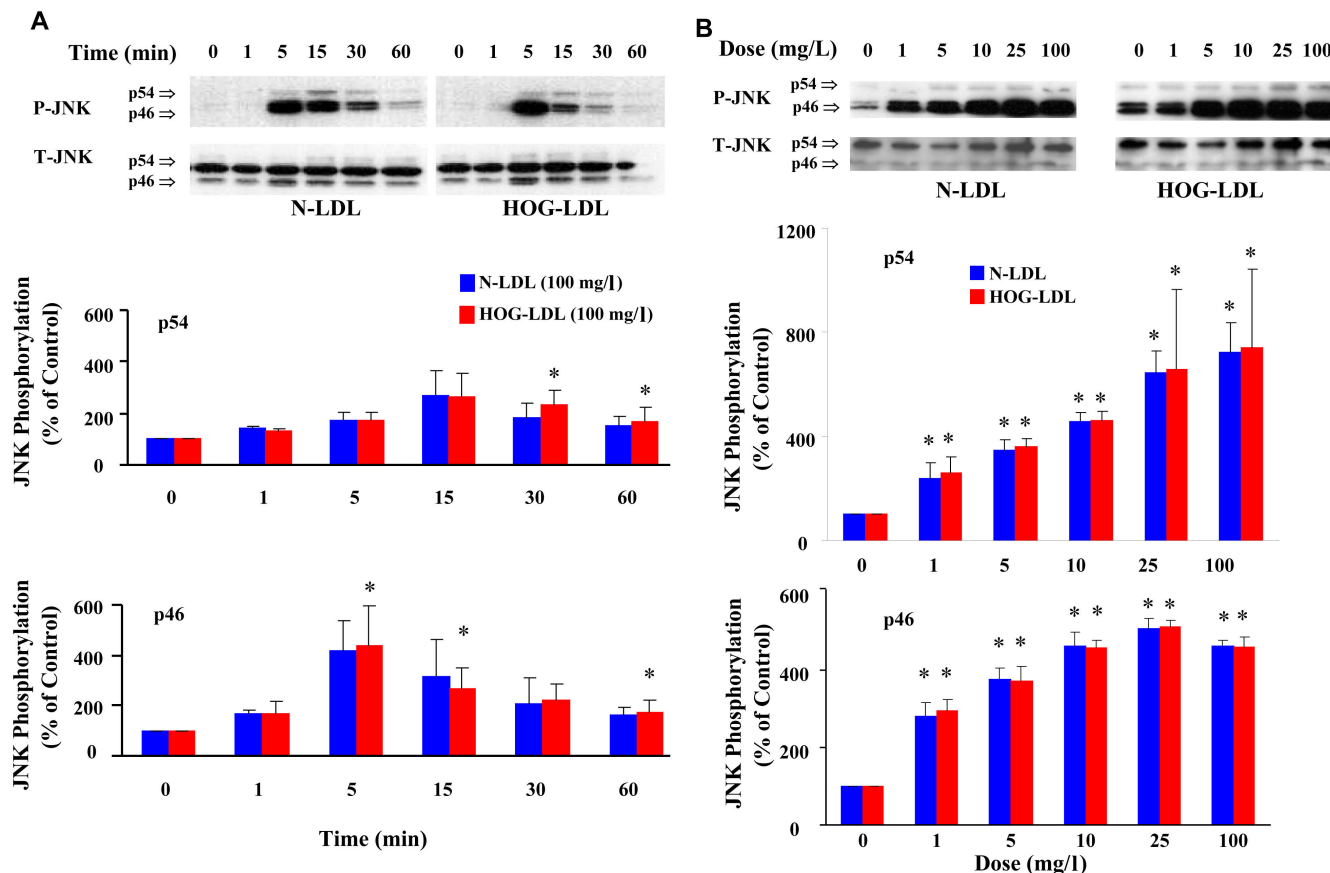 A
Time (min) 0 1 5 15 30 60 0 1 5 15 30 60
P-JNK
p54 ⇒
p46 ⇒
T-JNK
p54 ⇒
p46 ⇒
N-LDL HOG-LDL
N-LDL (100 mg/l)
HOG-LDL (100 mg/l)
JNK Phosphorylation
(% of Control)
p54
600
400
200
0
* *
0 1 5 15 30 60
JNK Phosphorylation
(% of Control)
p46
600
400
200
0
* * *
0 1 5 15 30 60
Time (min)
B
Dose (mg/L) 0 1 5 10 25 100 0 1 5 10 25 100
P-JNK
p54 ⇒
p46 ⇒
T-JNK
p54 ⇒
p46 ⇒
N-LDL HOG-LDL
JNK Phosphorylation
(% of Control)
p54
N-LDL
HOG-LDL
1200
800
400
0
* * * * * * * * * *
0 1 5 10 25 100
JNK Phosphorylation
(% of Control)
p46
600
400
200
0
* * * * * * * * * *
0 1 5 10 25 100
Dose (mg/l)